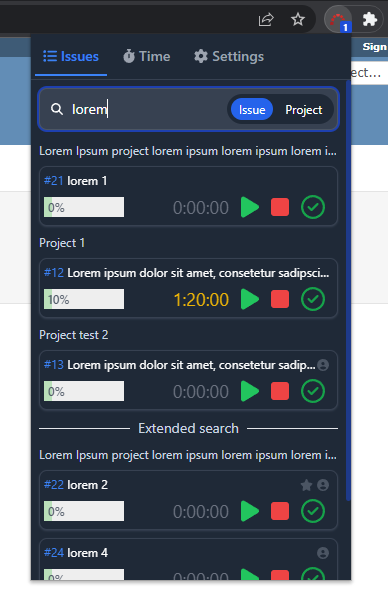 1
Sign
ect...
Issues Time Settings
lorem Issue Project
Lorem Ipsum project lorem ipsum lorem ipsum lorem i...
#21 lorem 1
0% 0:00:00
Project 1
#12 Lorem ipsum dolor sit amet, consetetur sadipsci...
10% 1:20:00
Project test 2
#13 Lorem ipsum dolor sit amet, consetetur sadip...
0% 0:00:00
Extended search
Lorem Ipsum project lorem ipsum lorem ipsum lorem i...
#22 lorem 2
0% 0:00:00
#24 lorem 4
0% 0:00:00